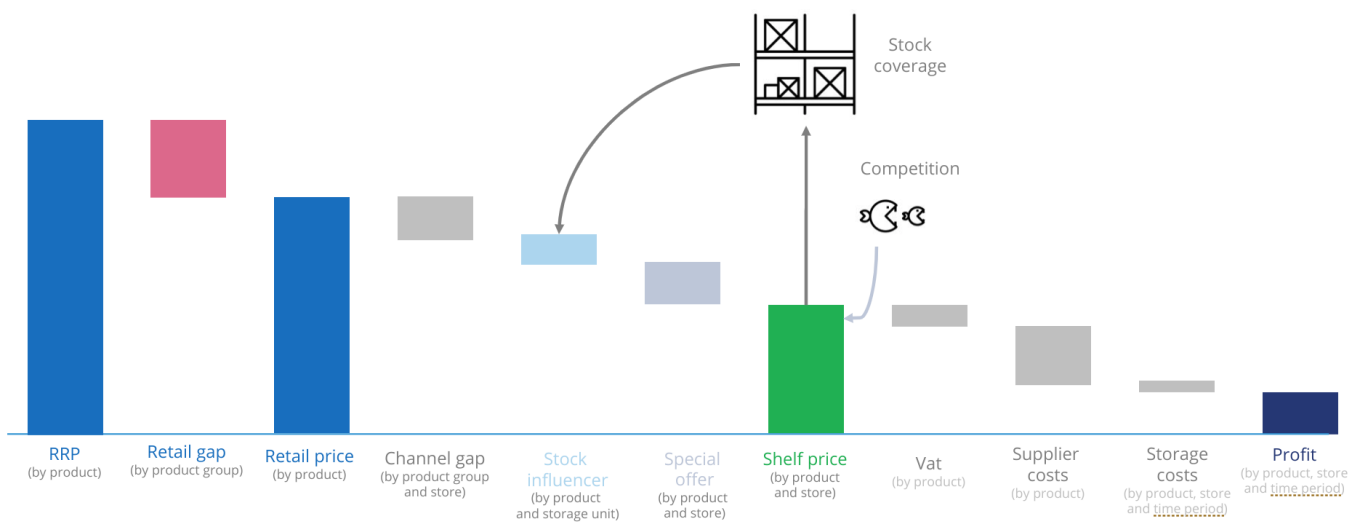 Stock
coverage
Competition
RRP
(by product)
Retail gap
(by product group)
Retail price
(by product)
Channel gap
(by product group
and store)
Stock
influencer
(by product
and storage unit)
Special
offer
(by product
and store)
Shelf price
(by product
and store)
Vat
(by product)
Supplier
costs
(by product)
Storage
costs
(by product, store
and time period)
Profit
(by product, store
and time period)